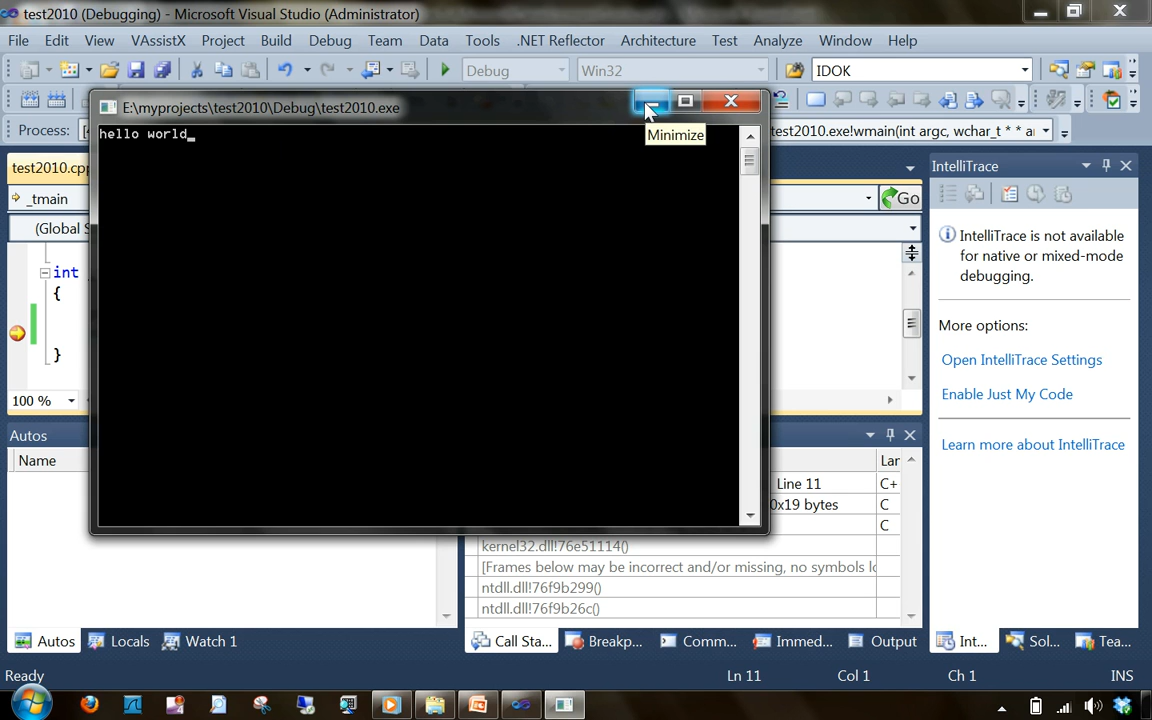 test2010 (Debugging) - Microsoft Visual Studio (Administrator)
File Edit View VAssistX Project Build Debug Team Data Tools .NET Reflector Architecture Test Analyze Window Help
Debug Win32 IDOK
Process: test2010.exe!wmain(int argc, wchar_t * * a
E:\myprojects\test2010\Debug\test2010.exe
hello world_
Minimize
test2010.cpp
_tmain
Go
(Global S
int
{
}
100 %
IntelliTrace
IntelliTrace is not available
for native or mixed-mode
debugging.
More options:
Open IntelliTrace Settings
Enable Just My Code
Learn more about IntelliTrace
Autos
Name
Lan
Line 11 C+
0x19 bytes C
C
kernel32.dll!76e51114()
[Frames below may be incorrect and/or missing, no symbols lo
ntdll.dll!76f9b299()
ntdll.dll!76f9b26c()
Autos Locals Watch 1 Call Sta... Breakp... Comm... Immed... Output Int... Sol... Tea...
Ready Ln 11 Col 1 Ch 1 INS